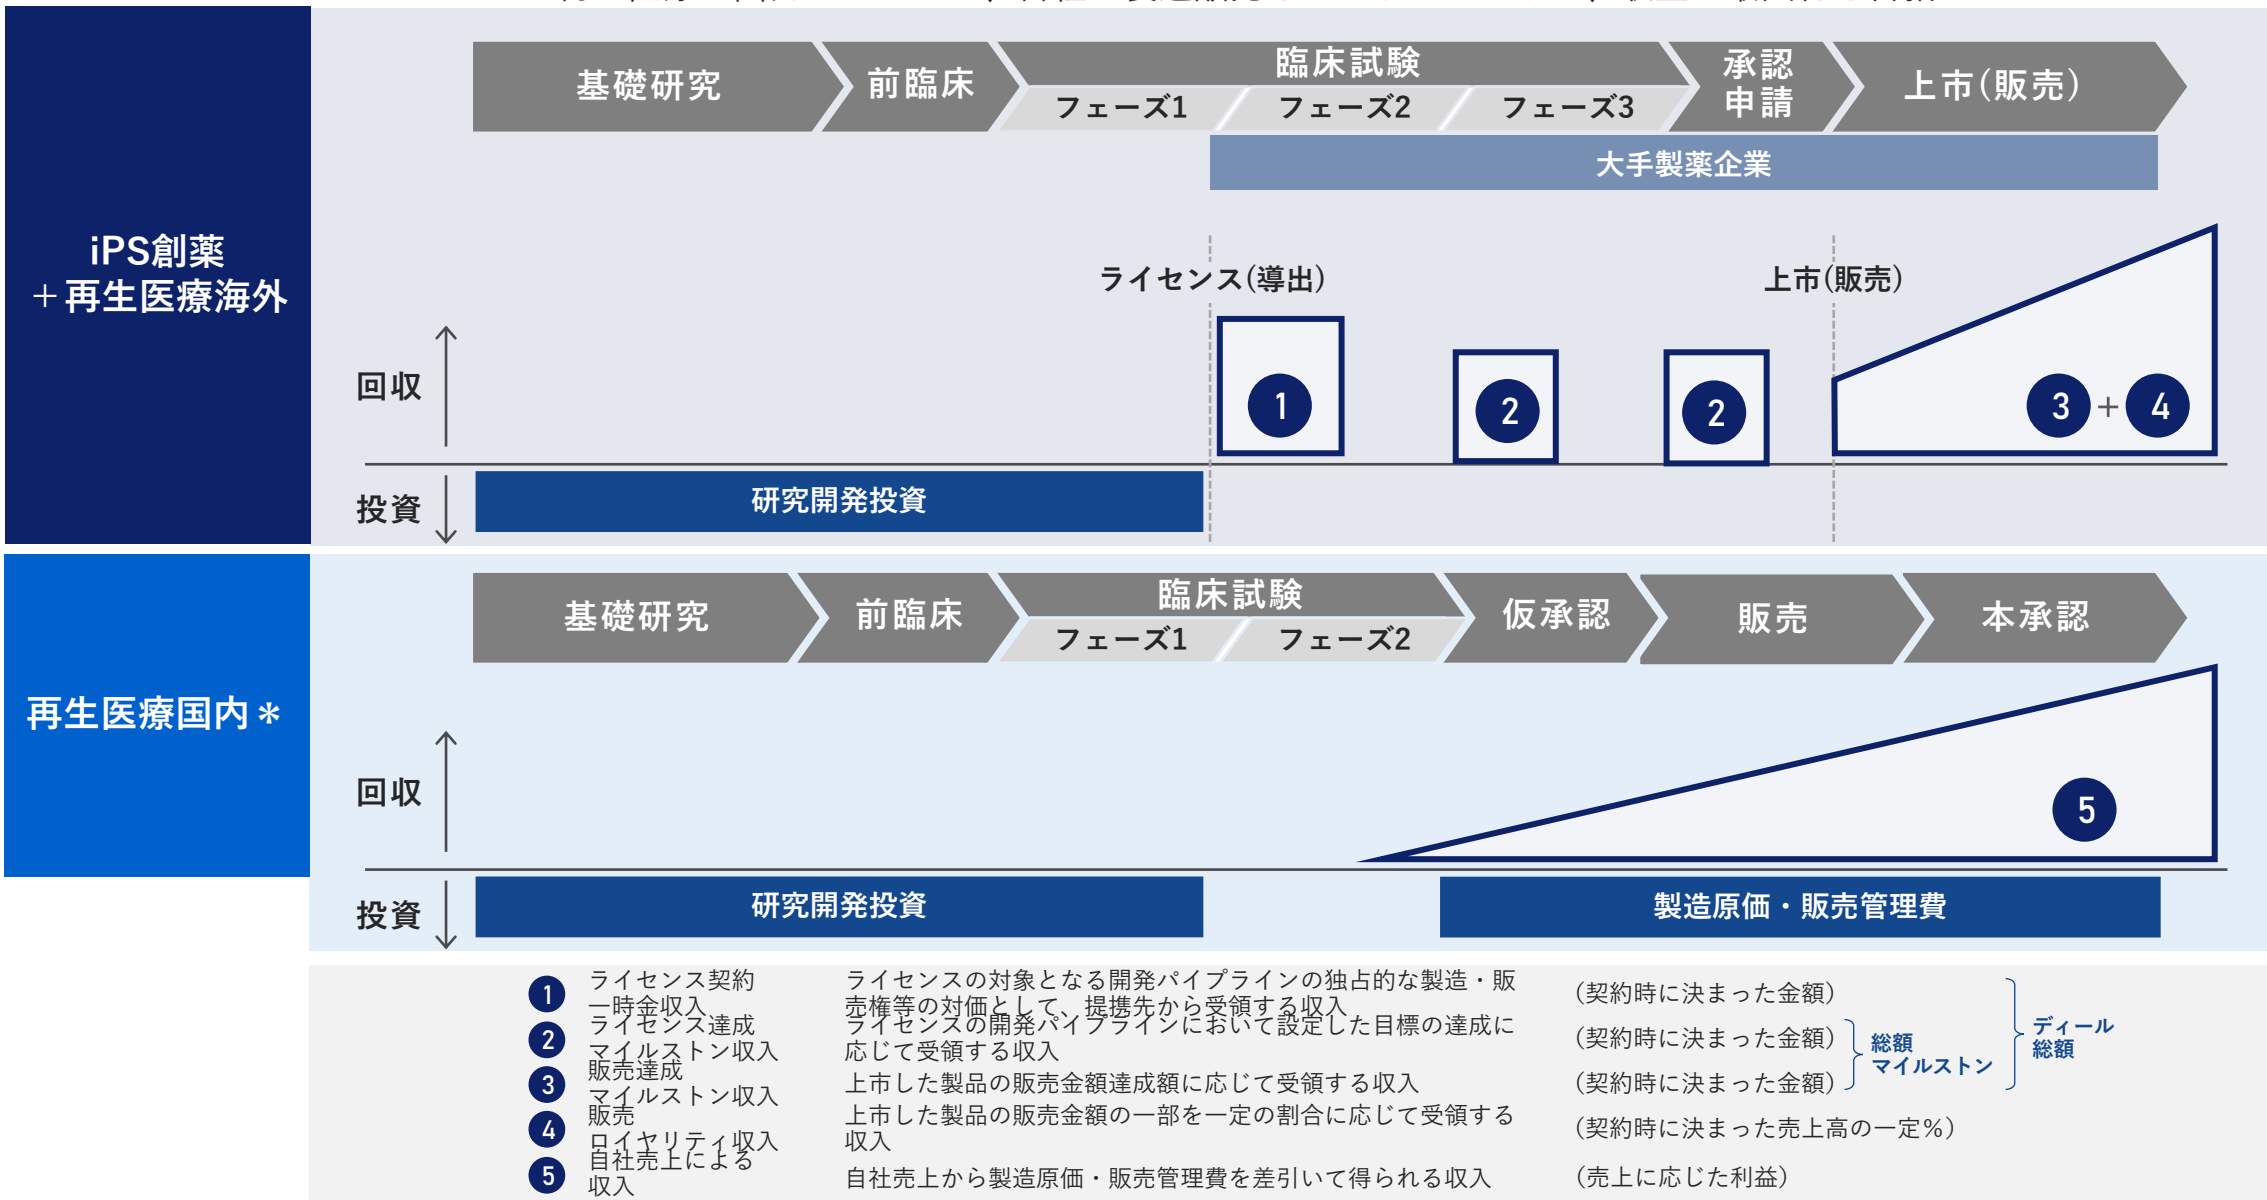 基礎研究
前臨床
臨床試験
フェーズ1
フェーズ2
フェーズ3
承認
申請
上市(販売)
大手製薬企業
iPS創薬
＋再生医療海外
ライセンス(導出)
上市(販売)
回収
1
2
2
3 + 4
投資
研究開発投資
基礎研究
前臨床
臨床試験
フェーズ1
フェーズ2
仮承認
販売
本承認
再生医療国内＊
回収
5
投資
研究開発投資
製造原価・販売管理費
1
ライセンス契約
一時金収入
ライセンスの対象となる開発パイプラインの独占的な製造・販
売権等の対価として、提携先から受領する収入
(契約時に決まった金額)
2
ライセンス達成
マイルストン収入
ライセンスの開発パイプラインにおいて設定した目標の達成に
応じて受領する収入
(契約時に決まった金額)
3
販売達成
マイルストン収入
上市した製品の販売金額達成額に応じて受領する収入
(契約時に決まった金額)
総額
マイルストン
ディール
総額
4
販売
ロイヤリティ収入
上市した製品の販売金額の一部を一定の割合に応じて受領する
収入
(契約時に決まった売上高の一定%)
5
自社売上による
収入
自社売上から製造原価・販売管理費を差引いて得られる収入
(売上に応じた利益)